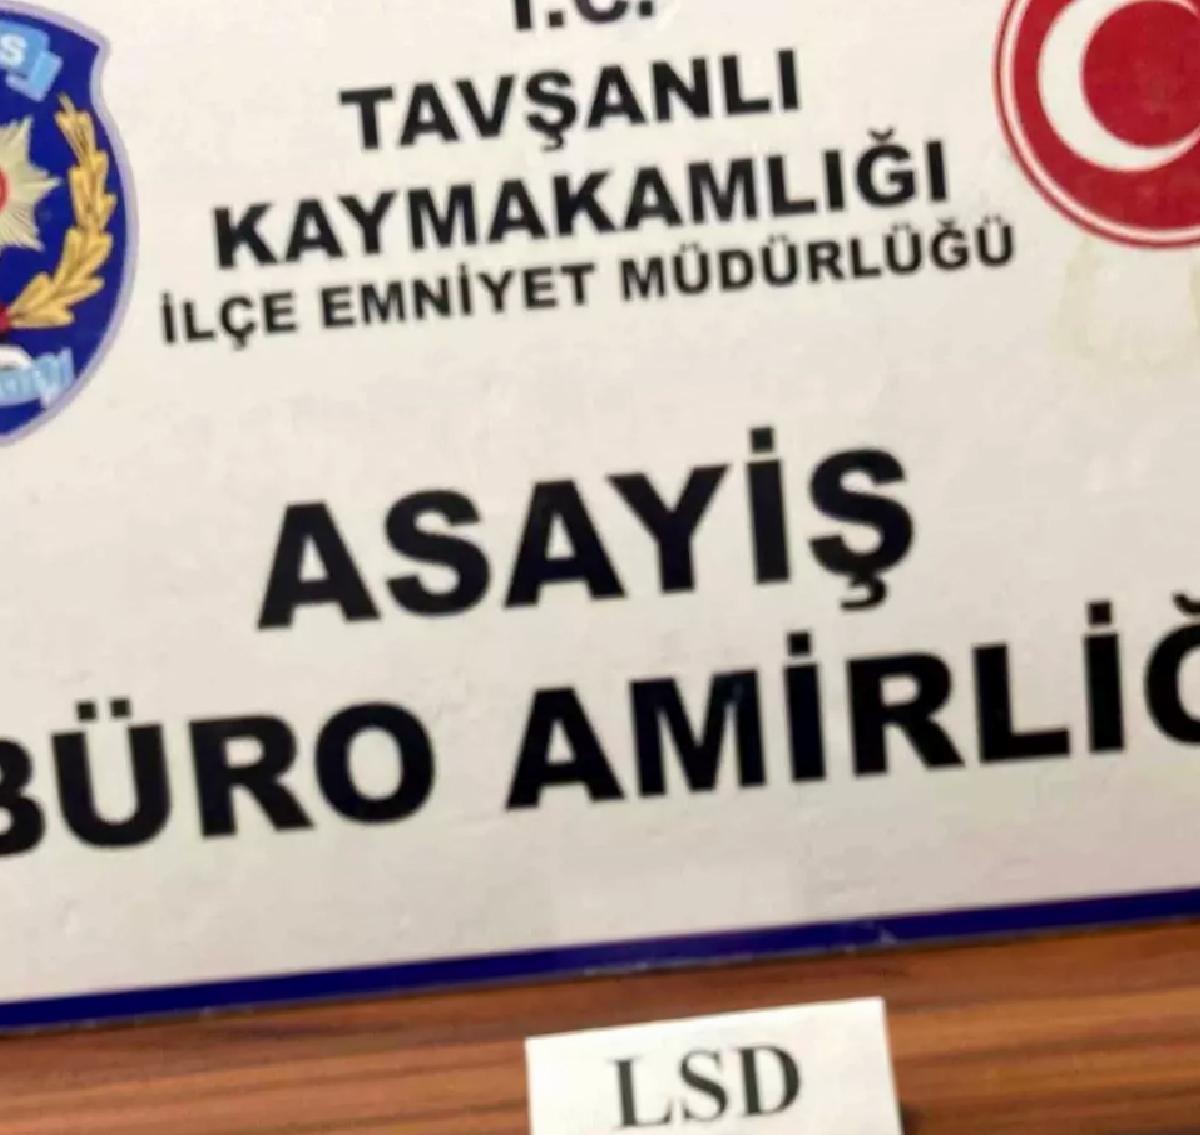 T.C.
TAVŞANLI
KAYMAKAMLIĞI
İLÇE EMNİYET MÜDÜRLÜĞÜ
ASAYİŞ
BÜRO AMİRLİĞ
LSD